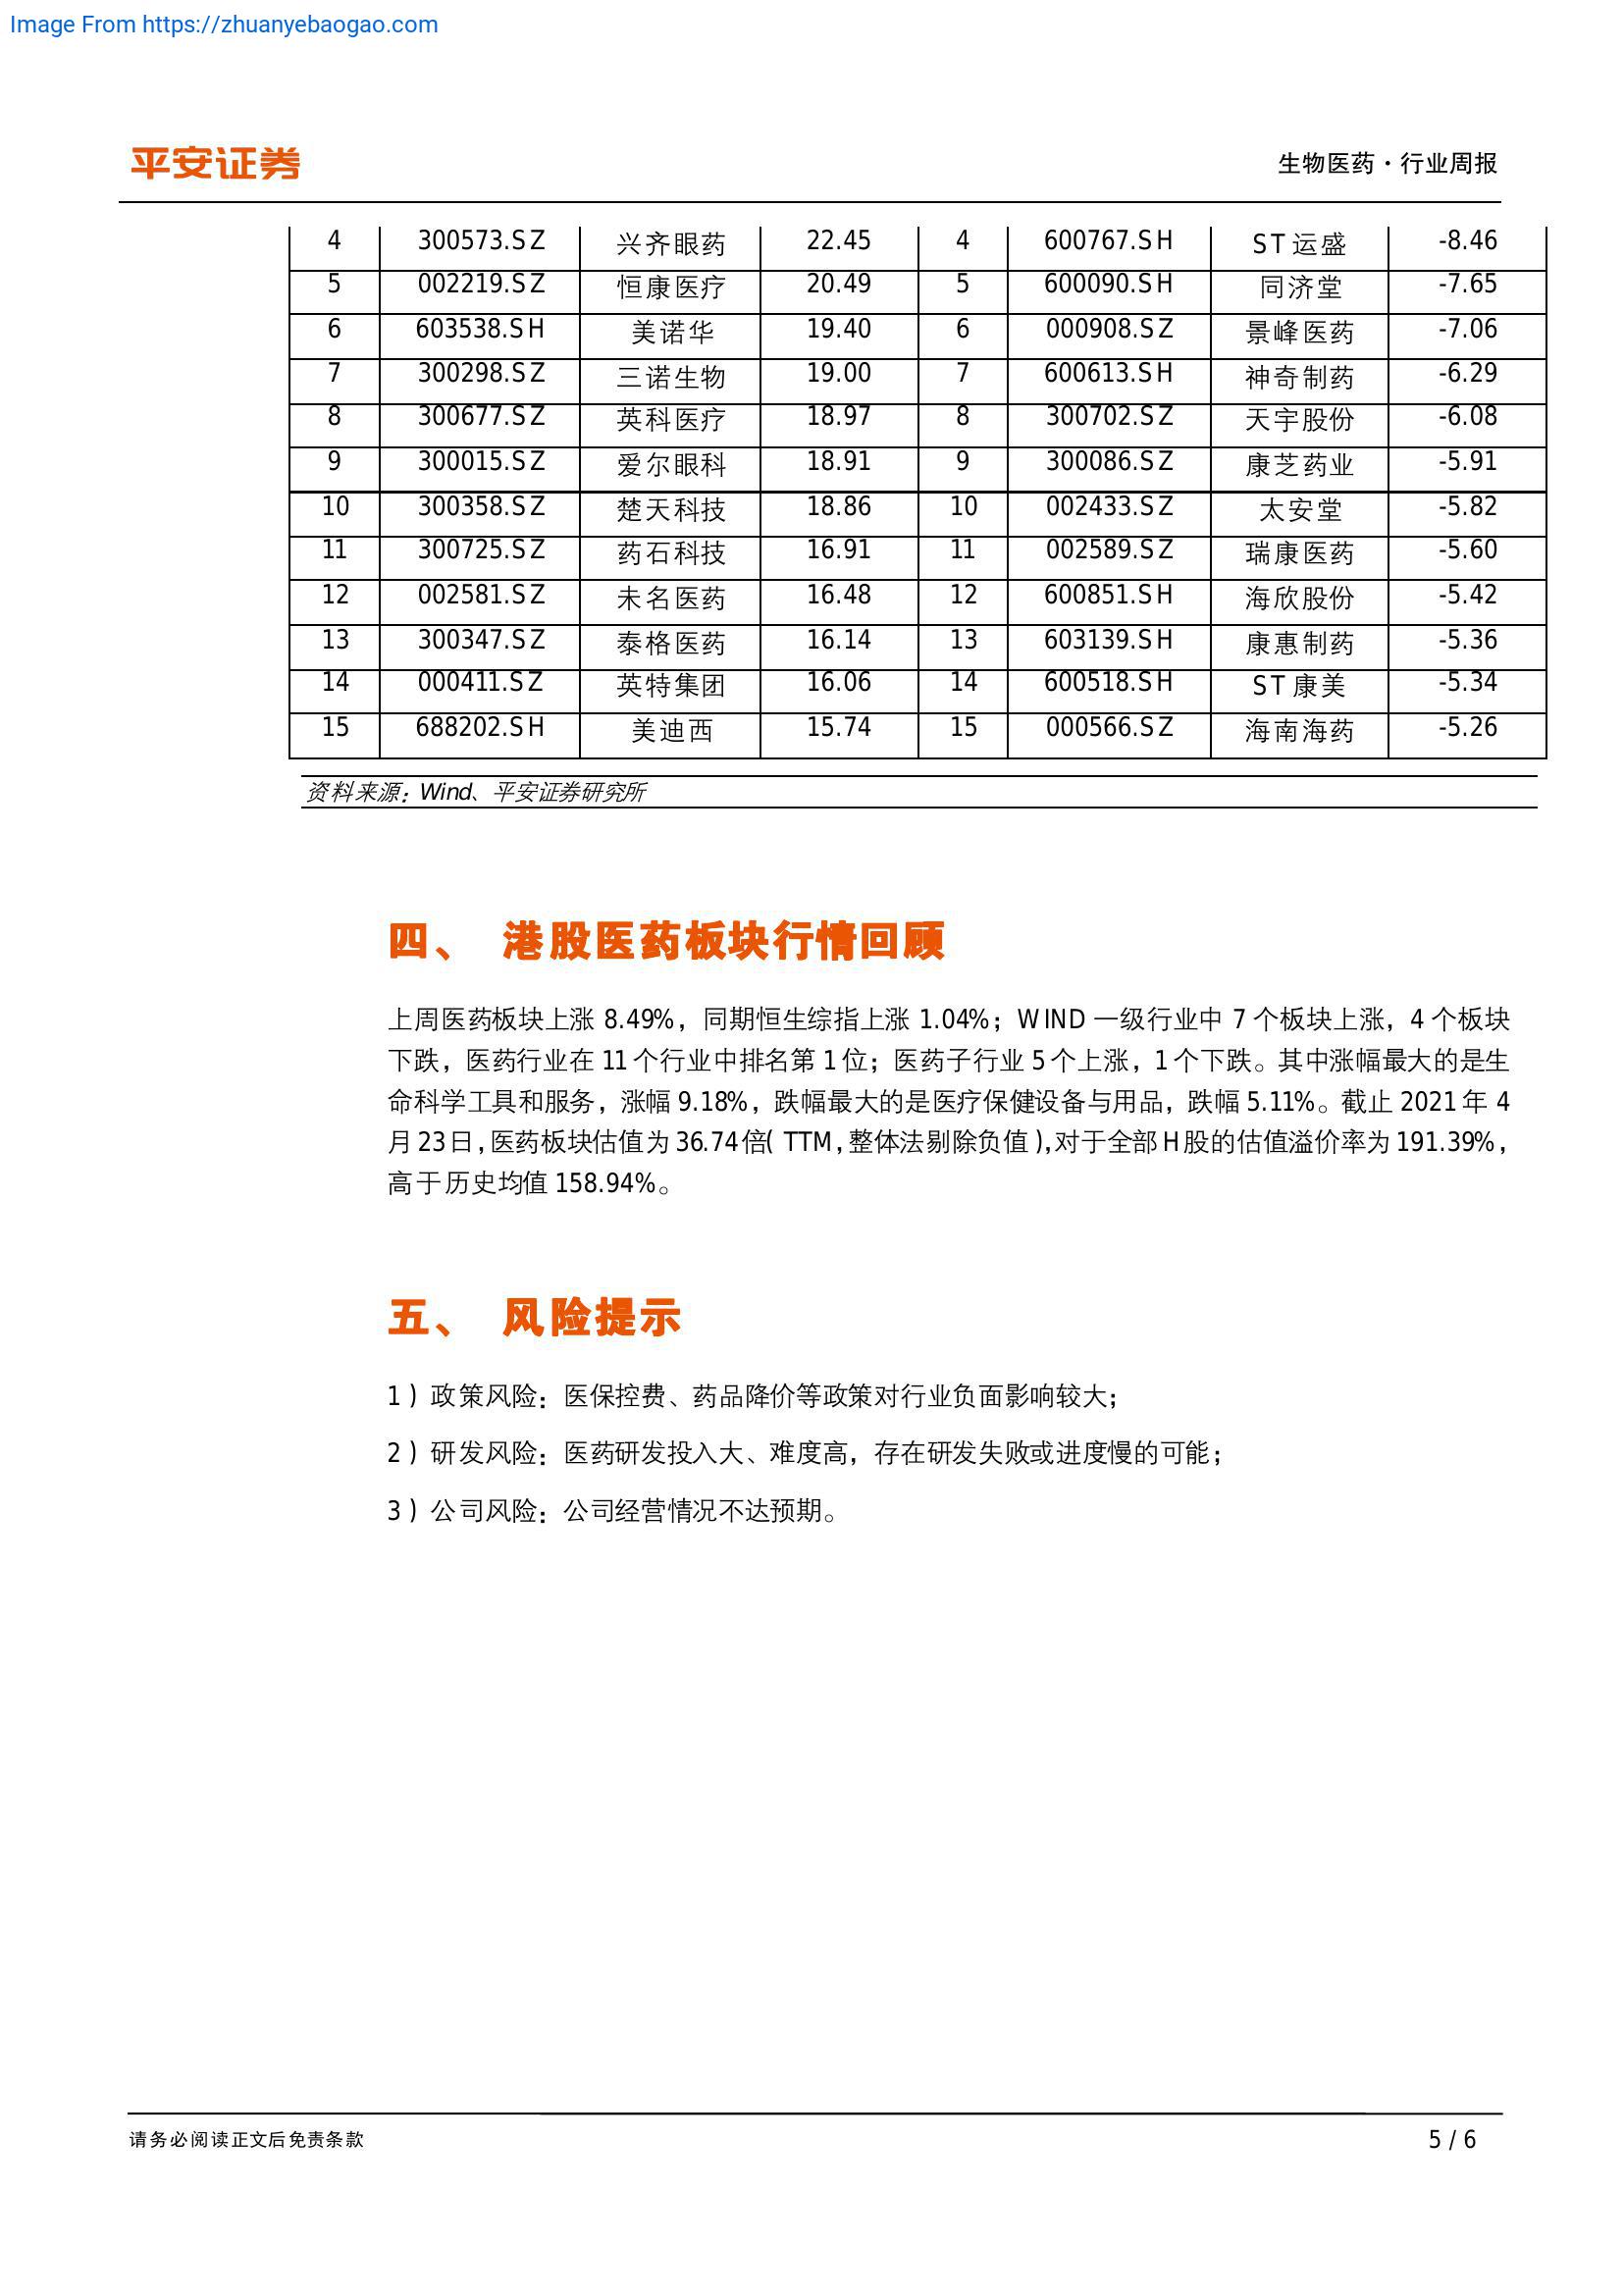 Image From https://zhuanyebaogao.com
平安证券
生物医药·行业周报
4 300573.SZ 兴齐眼药 22.45 4 600767.SH ST运盛 -8.46
5 002219.SZ 恒康医疗 20.49 5 600090.SH 同济堂 -7.65
6 603538.SH 美诺华 19.40 6 000908.SZ 景峰医药 -7.06
7 300298.SZ 三诺生物 19.00 7 600613.SH 神奇制药 -6.29
8 300677.SZ 英科医疗 18.97 8 300702.SZ 天宇股份 -6.08
9 300015.SZ 爱尔眼科 18.91 9 300086.SZ 康芝药业 -5.91
10 300358.SZ 楚天科技 18.86 10 002433.SZ 太安堂 -5.82
11 300725.SZ 药石科技 16.91 11 002589.SZ 瑞康医药 -5.60
12 002581.SZ 未名医药 16.48 12 600851.SH 海欣股份 -5.42
13 300347.SZ 泰格医药 16.14 13 603139.SH 康惠制药 -5.36
14 000411.SZ 英特集团 16.06 14 600518.SH ST康美 -5.34
15 688202.SH 美迪西 15.74 15 000566.SZ 海南海药 -5.26
资料来源：Wind、平安证券研究所
四、 港股医药板块行情回顾
上周医药板块上涨 8.49%，同期恒生综指上涨 1.04%；WIND 一级行业中 7 个板块上涨，4 个板块
下跌，医药行业在 11 个行业中排名第 1 位；医药子行业 5 个上涨，1 个下跌。其中涨幅最大的是生
命科学工具和服务，涨幅 9.18%，跌幅最大的是医疗保健设备与用品，跌幅 5.11%。截止 2021 年 4
月 23 日，医药板块估值为 36.74 倍（TTM，整体法剔除负值），对于全部 H 股的估值溢价率为 191.39%，
高于历史均值 158.94%。
五、 风险提示
1）政策风险：医保控费、药品降价等政策对行业负面影响较大；
2）研发风险：医药研发投入大、难度高，存在研发失败或进度慢的可能；
3）公司风险：公司经营情况不达预期。
请务必阅读正文后免责条款
5 / 6